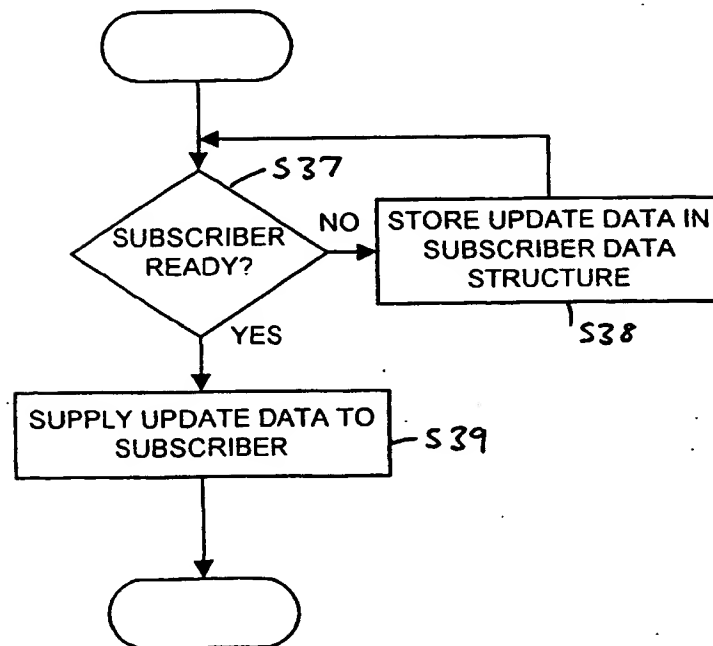 S37
SUBSCRIBER
READY?
NO
STORE UPDATE DATA IN
SUBSCRIBER DATA
STRUCTURE
S38
YES
SUPPLY UPDATE DATA TO
SUBSCRIBER
S39